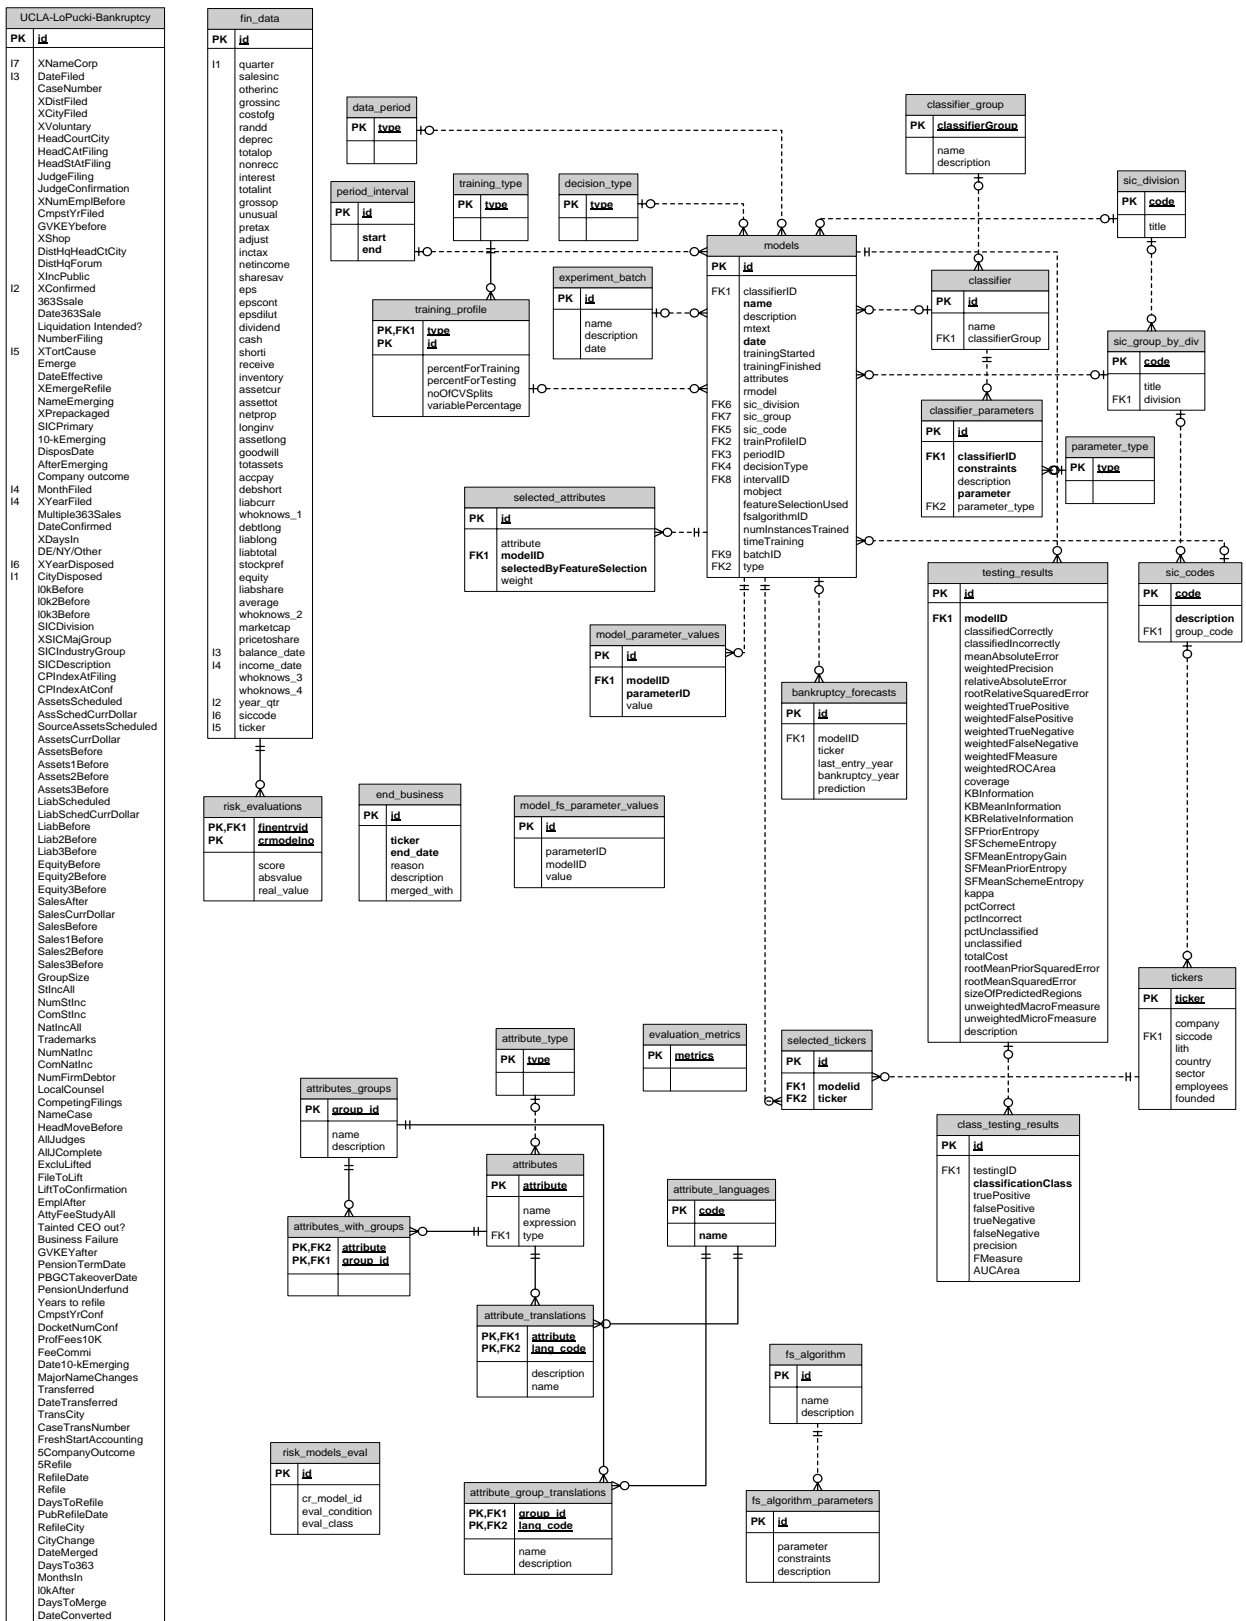 UCLA-LoPucki-Bankruptcy
PK id
I7 XNameCorp
I3 DateFiled
CaseNumber
XDistFiled
XCityFiled
XVoluntary
HeadCourtCity
HeadCAtFiling
HeadStAtFiling
JudgeFiling
JudgeConfirmation
XNumEmplBefore
CmpstYrFiled
GVKEYbefore
XShop
DistHqHeadCtCity
DistHqForum
XIncPublic
I2 XConfirmed
363Ssale
Date363Sale
Liquidation Intended?
NumberFiling
I5 XTortCause
Emerge
DateEffective
XEmergeRefile
NameEmerging
XPrepackaged
SICPrimary
10-kEmerging
DisposDate
AfterEmerging
Company outcome
I4 MonthFiled
I4 XYearFiled
Multiple363Sales
DateConfirmed
XDaysIn
DE/NY/Other
I6 XYearDisposed
I1 CityDisposed
I0kBefore
I0k2Before
I0k3Before
SICDivision
XSICMajGroup
SICIndustryGroup
SICDescription
CPIndexAtFiling
CPIndexAtConf
AssetsScheduled
AssSchedCurrDollar
SourceAssetsScheduled
AssetsCurrDollar
AssetsBefore
Assets1Before
Assets2Before
Assets3Before
LiabScheduled
LiabSchedCurrDollar
LiabBefore
Liab2Before
Liab3Before
EquityBefore
Equity2Before
Equity3Before
SalesAfter
SalesCurrDollar
SalesBefore
Sales1Before
Sales2Before
Sales3Before
GroupSize
StIncAll
NumStInc
ComStInc
NatIncAll
Trademarks
NumNatInc
ComNatInc
NumFirmDebtor
LocalCounsel
CompetingFilings
NameCase
HeadMoveBefore
AllJudges
AllJComplete
ExcluLifted
FileToLift
LiftToConfirmation
EmplAfter
AttyFeeStudyAll
Tainted CEO out?
Business Failure
GVKEYafter
PensionTermDate
PBGCTakeoverDate
PensionUnderfund
Years to refile
CmpstYrConf
DocketNumConf
ProfFees10K
FeeCommi
Date10-kEmerging
MajorNameChanges
Transferred
DateTransferred
TransCity
CaseTransNumber
FreshStartAccounting
5CompanyOutcome
5Refile
RefileDate
Refile
DaysToRefile
PubRefileDate
RefileCity
CityChange
DateMerged
DaysTo363
MonthsIn
I0kAfter
DaysToMerge
DateConverted
fin_data
PK id
I1 quarter
salesinc
otherinc
grossinc
costofg
randd
deprec
totalop
nonrecc
interest
totalint
grossop
unusual
pretax
adjust
inctax
netincome
sharesav
eps
epscont
epsdilut
dividend
cash
shorti
receive
inventory
assetcur
assettot
netprop
longinv
assetlong
goodwill
totassets
accpay
debshort
liabcurr
whoknows_1
debtlong
liablong
liabtotal
stockpref
equity
liabshare
average
whoknows_2
marketcap
pricetoshare
I3 balance_date
I4 income_date
whoknows_3
whoknows_4
I2 year_qtr
I6 siccode
I5 ticker
data_period
PK type
period_interval
PK id
start
end
training_type
PK type
decision_type
PK type
experiment_batch
PK id
name
description
date
training_profile
PK,FK1 type
PK id
percentForTraining
percentForTesting
noOfCVSplits
variablePercentage
models
PK id
FK1 classifierID
name
description
mtext
date
trainingStarted
trainingFinished
attributes
rmodel
FK6 sic_division
FK7 sic_group
FK5 sic_code
FK2 trainProfileID
FK3 periodID
FK4 decisionType
FK8 intervalID
mobject
featureSelectionUsed
fsalgorithmID
numInstancesTrained
timeTraining
FK9 batchID
FK2 type
classifier_group
PK classifierGroup
name
description
classifier
PK id
name
FK1 classifierGroup
classifier_parameters
PK id
FK1 classifierID
constraints
description
parameter
FK2 parameter_type
parameter_type
PK type
sic_division
PK code
title
sic_group_by_div
PK code
title
FK1 division
sic_codes
PK code
description
FK1 group_code
selected_attributes
PK id
attribute
FK1 modelID
selectedByFeatureSelection
weight
model_parameter_values
PK id
FK1 modelID
parameterID
value
bankruptcy_forecasts
PK id
FK1 modelID
ticker
last_entry_year
bankruptcy_year
prediction
testing_results
PK id
FK1 modelID
classifiedCorrectly
classifiedIncorrectly
meanAbsoluteError
weightedPrecision
relativeAbsoluteError
rootRelativeSquaredError
weightedTruePositive
weightedFalsePositive
weightedTrueNegative
weightedFalseNegative
weightedFMeasure
weightedROCArea
coverage
KBInformation
KBMeanInformation
KBRelativeInformation
SFPriorEntropy
SFSchemeEntropy
SFMeanEntropyGain
SFMeanPriorEntropy
SFMeanSchemeEntropy
kappa
pctCorrect
pctIncorrect
pctUnclassified
unclassified
totalCost
rootMeanPriorSquaredError
rootMeanSquaredError
sizeOfPredictedRegions
unweightedMacroFmeasure
unweightedMicroFmeasure
description
risk_evaluations
PK,FK1 finentryid
PK crmodelno
score
absvalue
real_value
end_business
PK id
ticker
end_date
reason
description
merged_with
model_fs_parameter_values
PK id
parameterID
modelID
value
tickers
PK ticker
company
FK1 siccode
lith
country
sector
employees
founded
attribute_type
PK type
evaluation_metrics
PK metrics
selected_tickers
PK id
FK1 modelid
FK2 ticker
attributes_groups
PK group_id
name
description
attributes
PK attribute
name
expression
FK1 type
attribute_languages
PK code
name
class_testing_results
PK id
FK1 testingID
classificationClass
truePositive
falsePositive
trueNegative
falseNegative
precision
FMeasure
AUCArea
attributes_with_groups
PK,FK2 attribute
PK,FK1 group_id
attribute_translations
PK,FK1 attribute
PK,FK2 lang_code
description
name
fs_algorithm
PK id
name
description
risk_models_eval
PK id
cr_model_id
eval_condition
eval_class
attribute_group_translations
PK,FK1 group_id
PK,FK2 lang_code
name
description
fs_algorithm_parameters
PK id
parameter
constraints
description